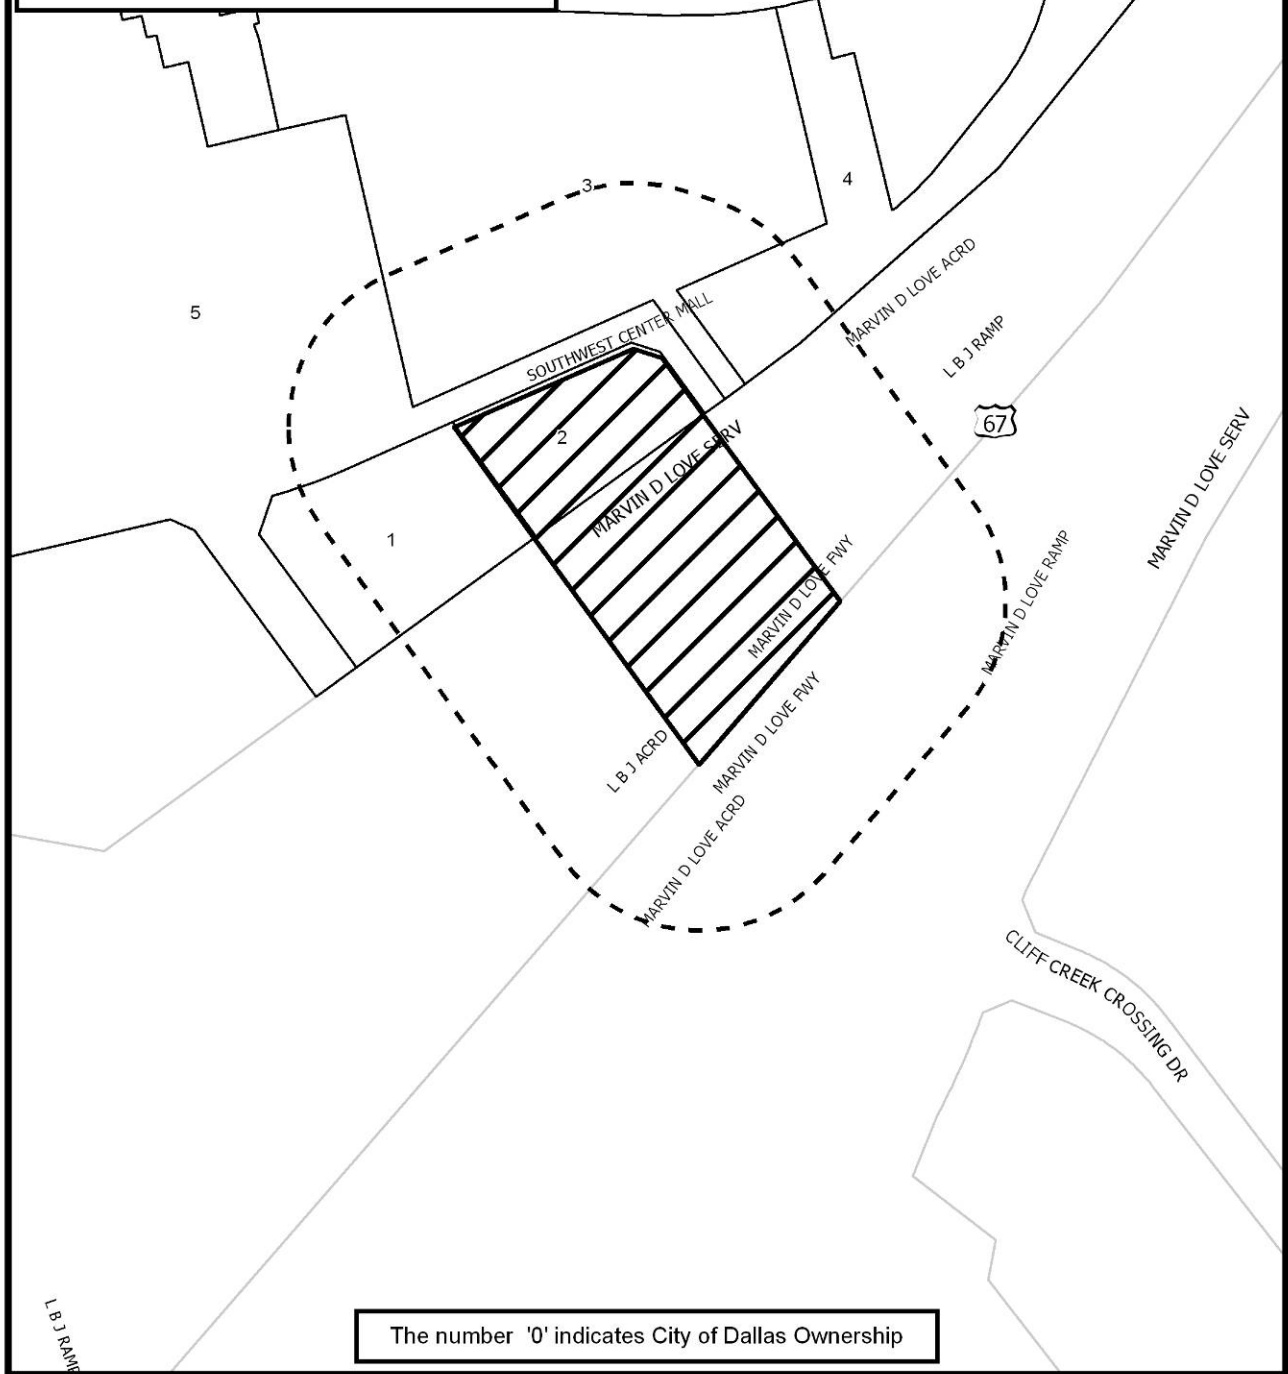 3
4
MARVIN D LOVE ACRD
5
SOUTHWEST CENTER MALL
L B J RAMP
67
2
MARVIN D LOVE SERV
MARVIN D LOVE SERV
1
MARVIN D LOVE FWY
MARVIN D LOVE RAMP
MARVIN D LOVE FWY
L B J ACRD
MARVIN D LOVE ACRD
CLIFF CREEK CROSSING DR
L B J RAMP
The number '0' indicates City of Dallas Ownership